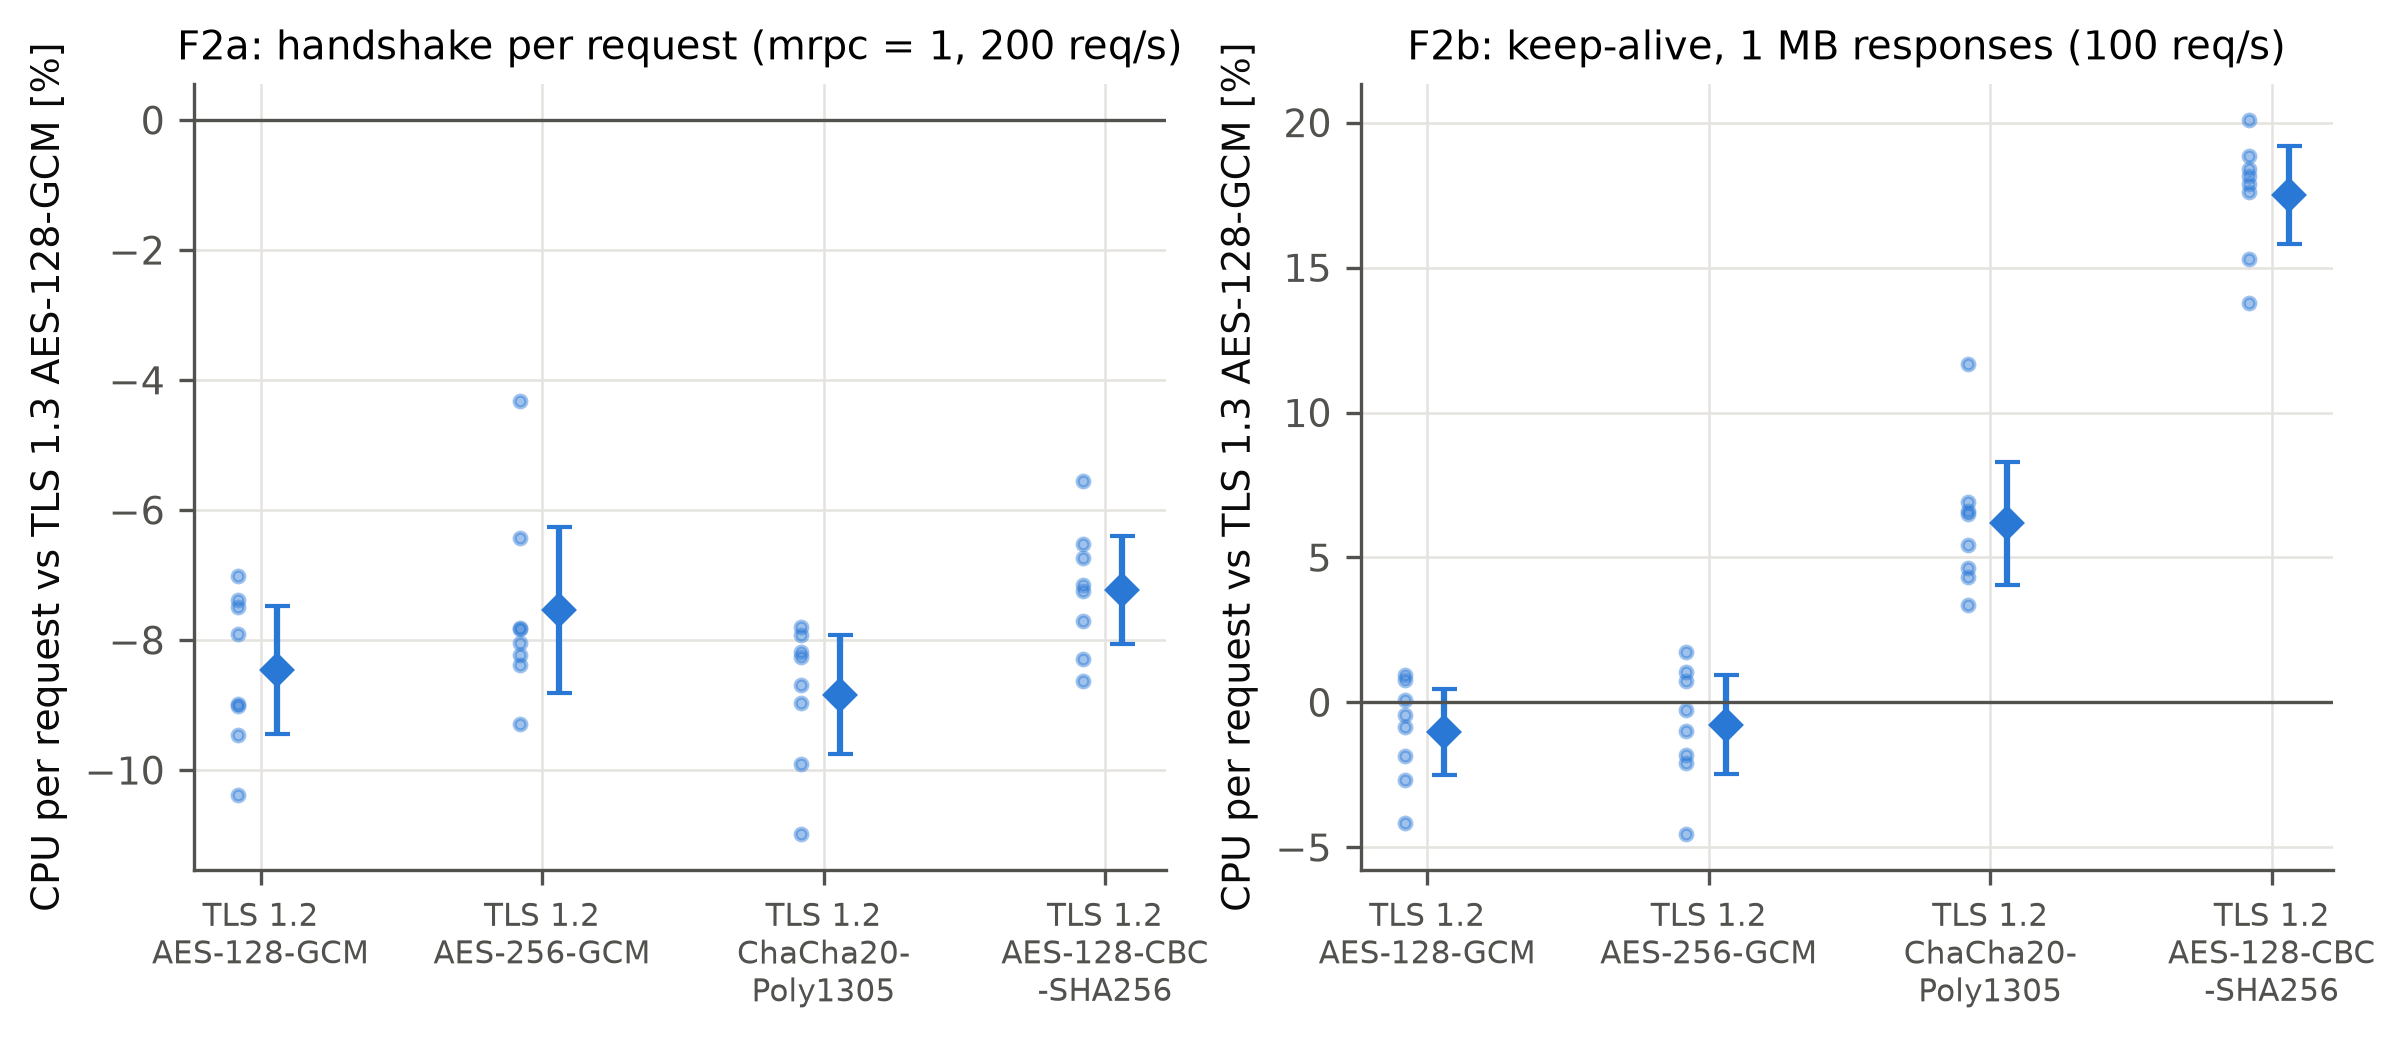 F2a: handshake per request (mrpc = 1, 200 req/s)
CPU per request vs TLS 1.3 AES-128-GCM [%]
0
−2
−4
−6
−8
−10
TLS 1.2
AES-128-GCM
TLS 1.2
AES-256-GCM
TLS 1.2
ChaCha20-
Poly1305
TLS 1.2
AES-128-CBC
-SHA256
F2b: keep-alive, 1 MB responses (100 req/s)
CPU per request vs TLS 1.3 AES-128-GCM [%]
20
15
10
5
0
−5
TLS 1.2
AES-128-GCM
TLS 1.2
AES-256-GCM
TLS 1.2
ChaCha20-
Poly1305
TLS 1.2
AES-128-CBC
-SHA256